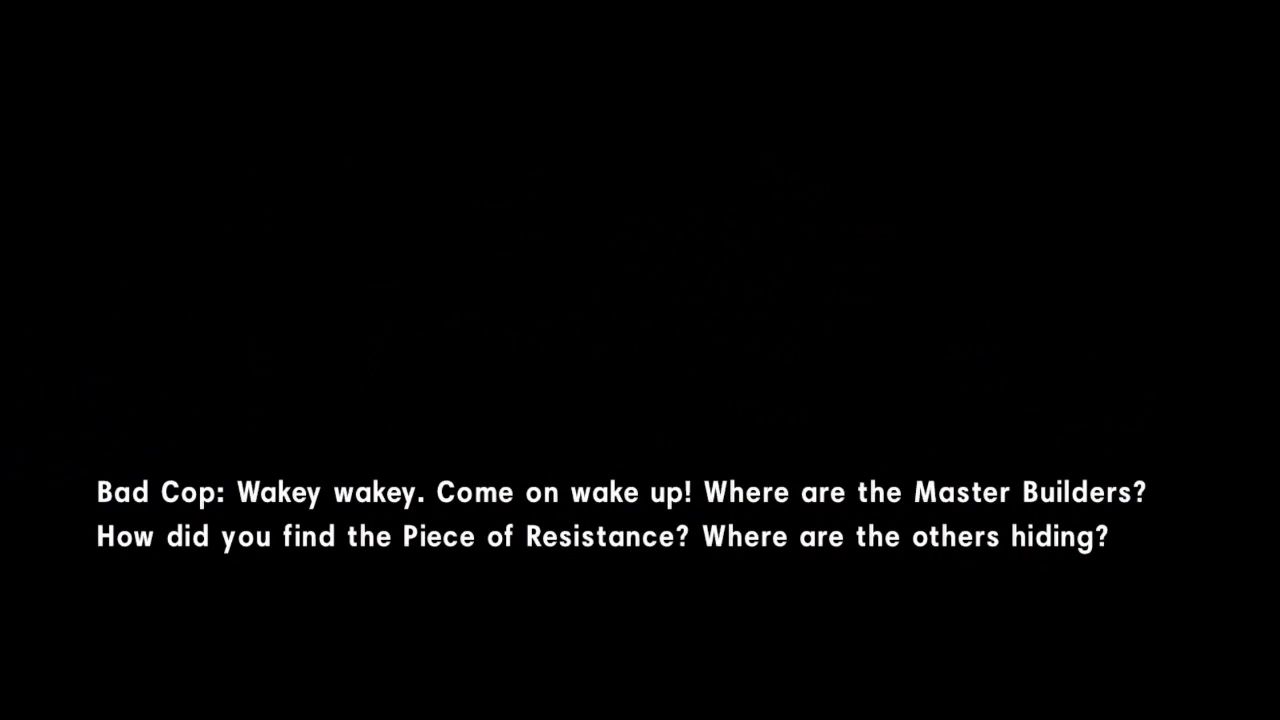 Bad Cop: Wakey wakey. Come on wake up! Where are the Master Builders?
How did you find the Piece of Resistance? Where are the others hiding?